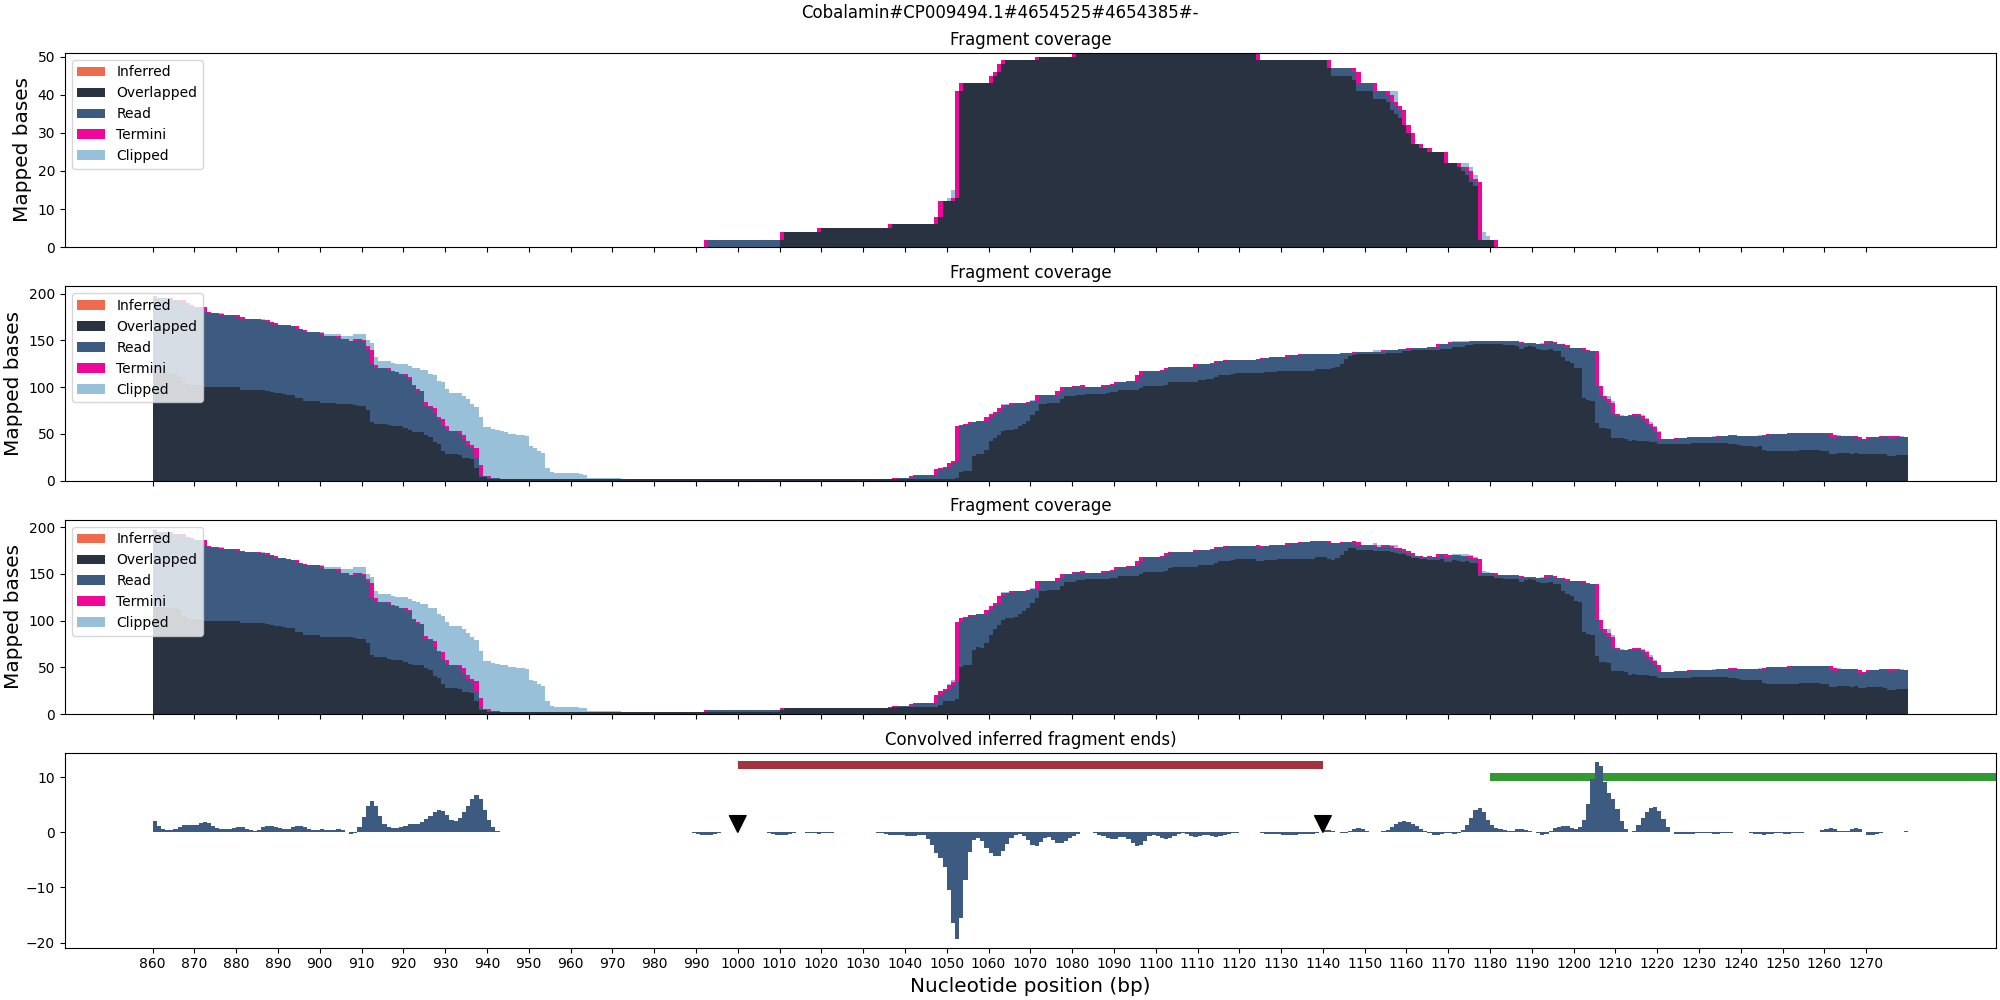 Cobalamin#CP009494.1#4654525#4654385#-
Fragment coverage
Mapped bases
50
40
30
20
10
0
Inferred
Overlapped
Read
Termini
Clipped
Fragment coverage
Mapped bases
200
150
100
50
0
Inferred
Overlapped
Read
Termini
Clipped
Fragment coverage
Mapped bases
200
150
100
50
0
Inferred
Overlapped
Read
Termini
Clipped
Convolved inferred fragment ends)
10
0
−10
−20
860 870 880 890 900 910 920 930 940 950 960 970 980 990 1000 1010 1020 1030 1040 1050 1060 1070 1080 1090 1100 1110 1120 1130 1140 1150 1160 1170 1180 1190 1200 1210 1220 1230 1240 1250 1260 1270
Nucleotide position (bp)